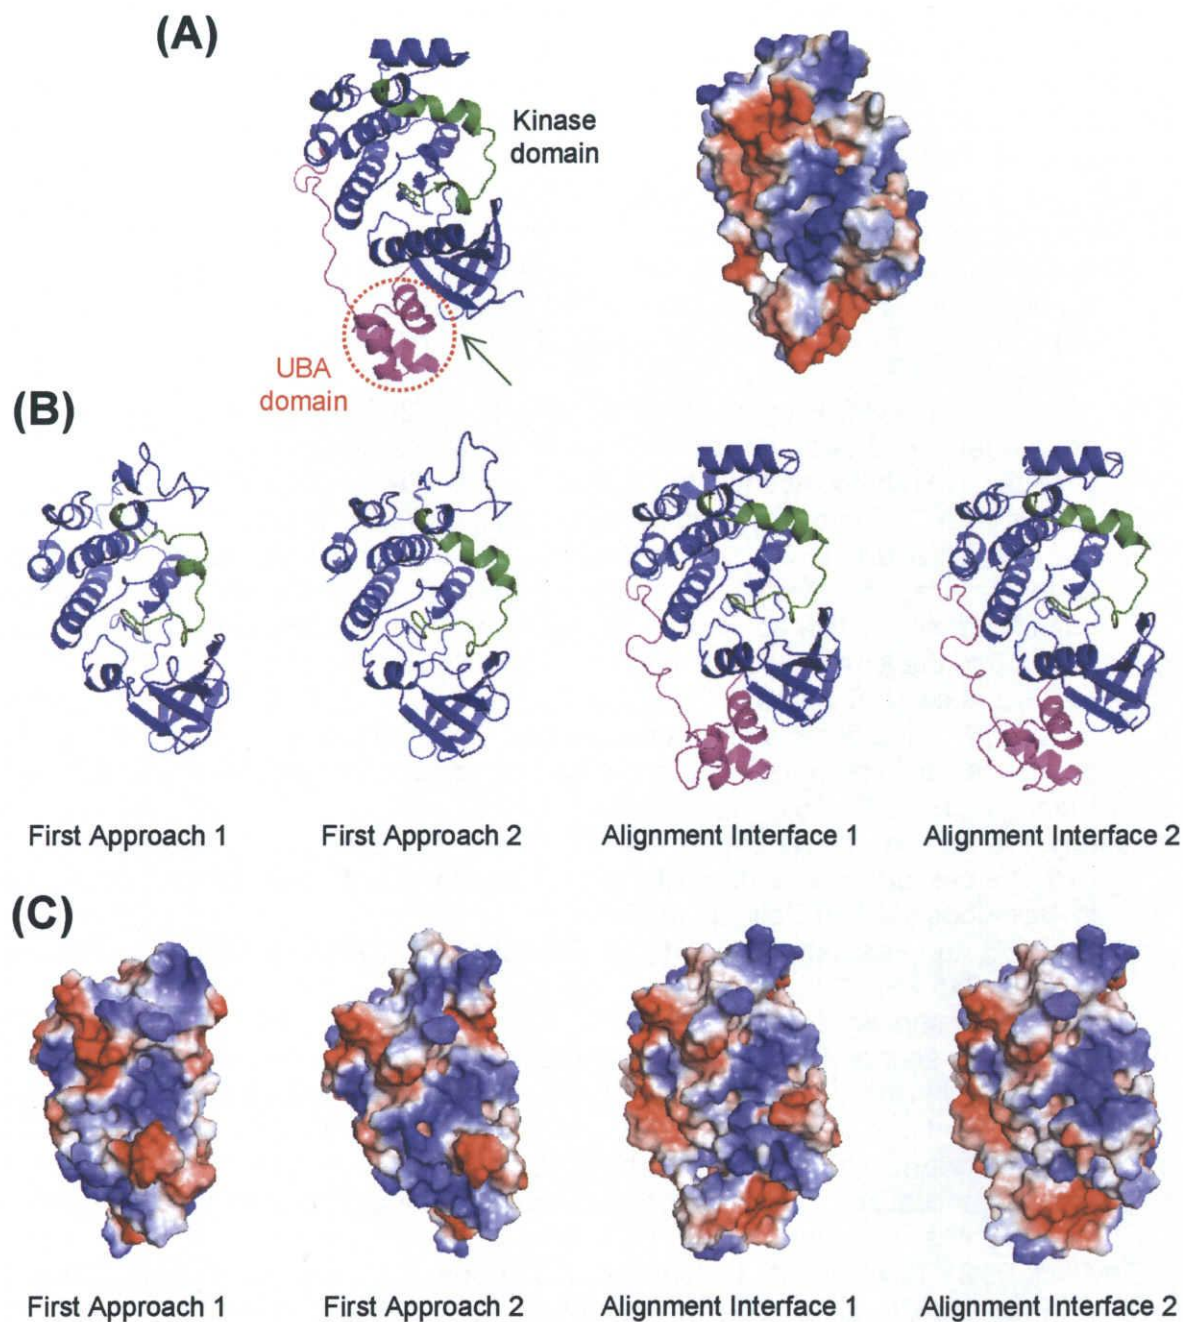 (A)
Kinase
domain
UBA
domain
(B)
First Approach 1
First Approach 2
Alignment Interface 1
Alignment Interface 2
(C)
First Approach 1
First Approach 2
Alignment Interface 1
Alignment Interface 2